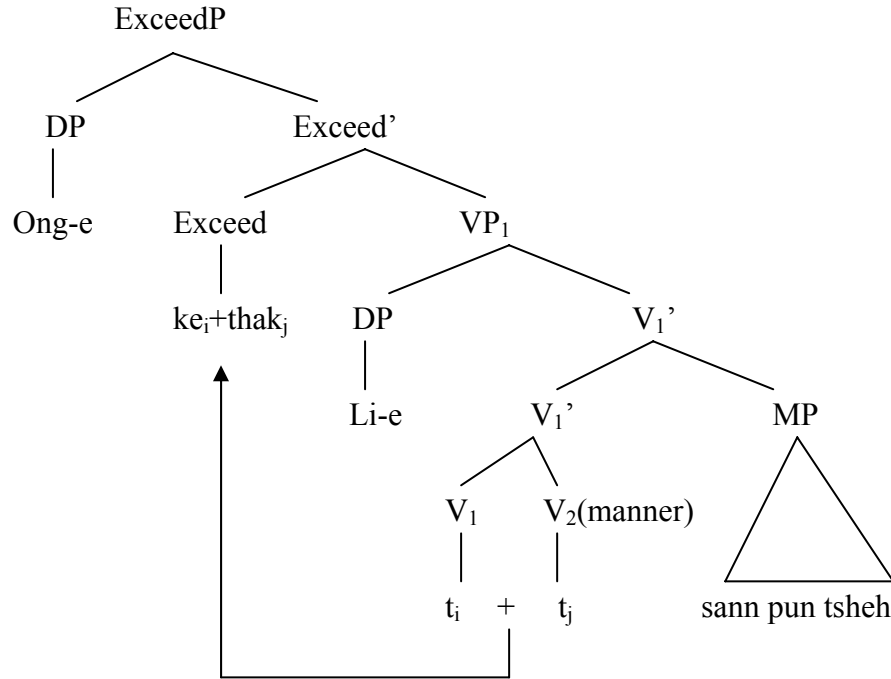 ExceedP
DP Exceed’
Ong-e Exceed VP₁
keᵢ+thakⱼ DP V₁’
Li-e V₁’ MP
V₁ V₂(manner)
tᵢ + tⱼ sann pun tsheh